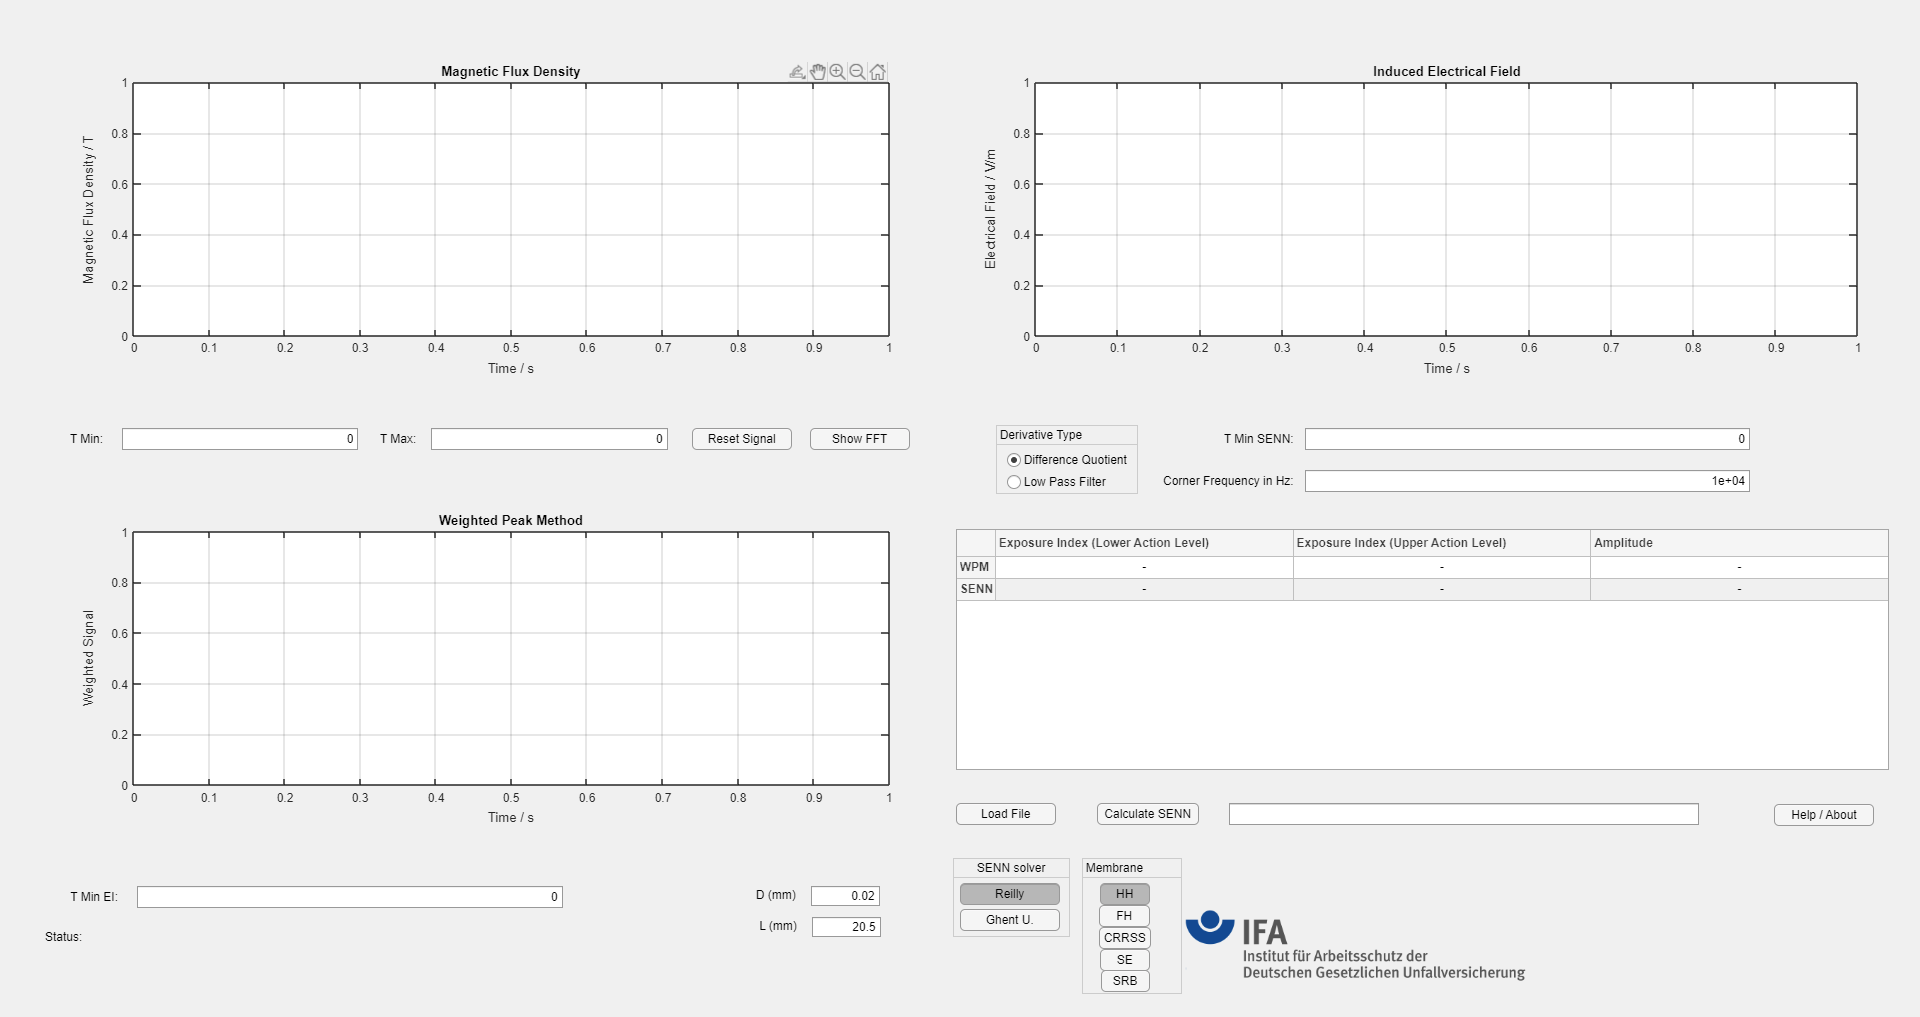 Magnetic Flux Density
Magnetic Flux Density / T
1
0.8
0.6
0.4
0.2
0
0 0.1 0.2 0.3 0.4 0.5 0.6 0.7 0.8 0.9 1
Time / s
Induced Electrical Field
Electrical Field / V/m
1
0.8
0.6
0.4
0.2
0
0 0.1 0.2 0.3 0.4 0.5 0.6 0.7 0.8 0.9 1
Time / s
T Min: 0 T Max: 0 Reset Signal Show FFT
Derivative Type
Difference Quotient
Low Pass Filter
T Min SENN: 0
Corner Frequency in Hz: 1e+04
Weighted Peak Method
Weighted Signal
1
0.8
0.6
0.4
0.2
0
0 0.1 0.2 0.3 0.4 0.5 0.6 0.7 0.8 0.9 1
Time / s
Exposure Index (Lower Action Level) Exposure Index (Upper Action Level) Amplitude
WPM - - -
SENN - - -
Load File Calculate SENN Help / About
T Min EI: 0
D (mm) 0.02
L (mm) 20.5
Status:
SENN solver
Reilly
Ghent U.
Membrane
HH
FH
CRRSS
SE
SRB
IFA
Institut für Arbeitsschutz der
Deutschen Gesetzlichen Unfallversicherung